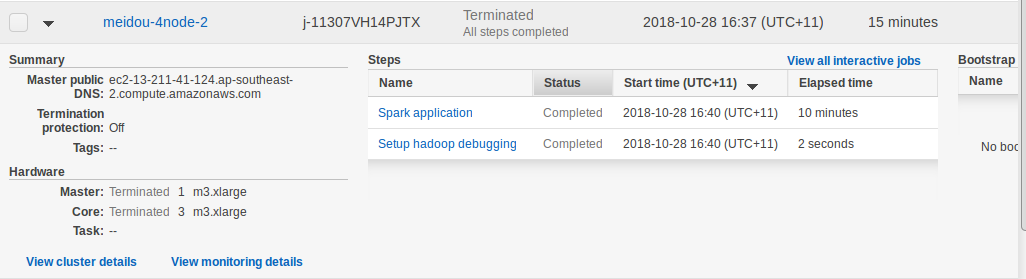 meidou-4node-2 j-11307VH14PJTX Terminated 2018-10-28 16:37 (UTC+11) 15 minutes
All steps completed
Summary
Master public DNS: ec2-13-211-41-124.ap-southeast-2.compute.amazonaws.com
Termination protection: Off
Tags: --
Hardware
Master: Terminated 1 m3.xlarge
Core: Terminated 3 m3.xlarge
Task: --
View cluster details View monitoring details
Steps View all interactive jobs
Name Status Start time (UTC+11) Elapsed time
Spark application Completed 2018-10-28 16:40 (UTC+11) 10 minutes
Setup hadoop debugging Completed 2018-10-28 16:40 (UTC+11) 2 seconds
Bootstrap
Name
No boo